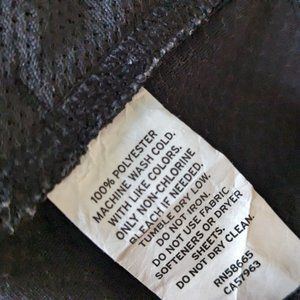 100% POLYESTER
MACHINE WASH COLD.
WITH LIKE COLORS.
ONLY NON-CHLORINE
BLEACH IF NEEDED.
TUMBLE DRY LOW.
DO NOT IRON.
DO NOT USE FABRIC
SOFTENERS OR DRYER
SHEETS.
DO NOT DRY CLEAN.
RN58665
CA57963